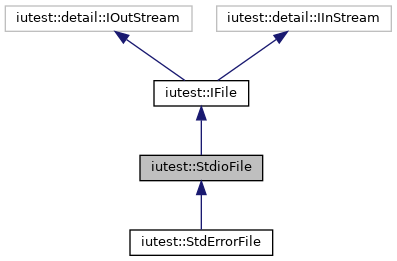 iutest::detail::IOutStream
iutest::detail::IInStream
iutest::IFile
iutest::StdioFile
iutest::StdErrorFile